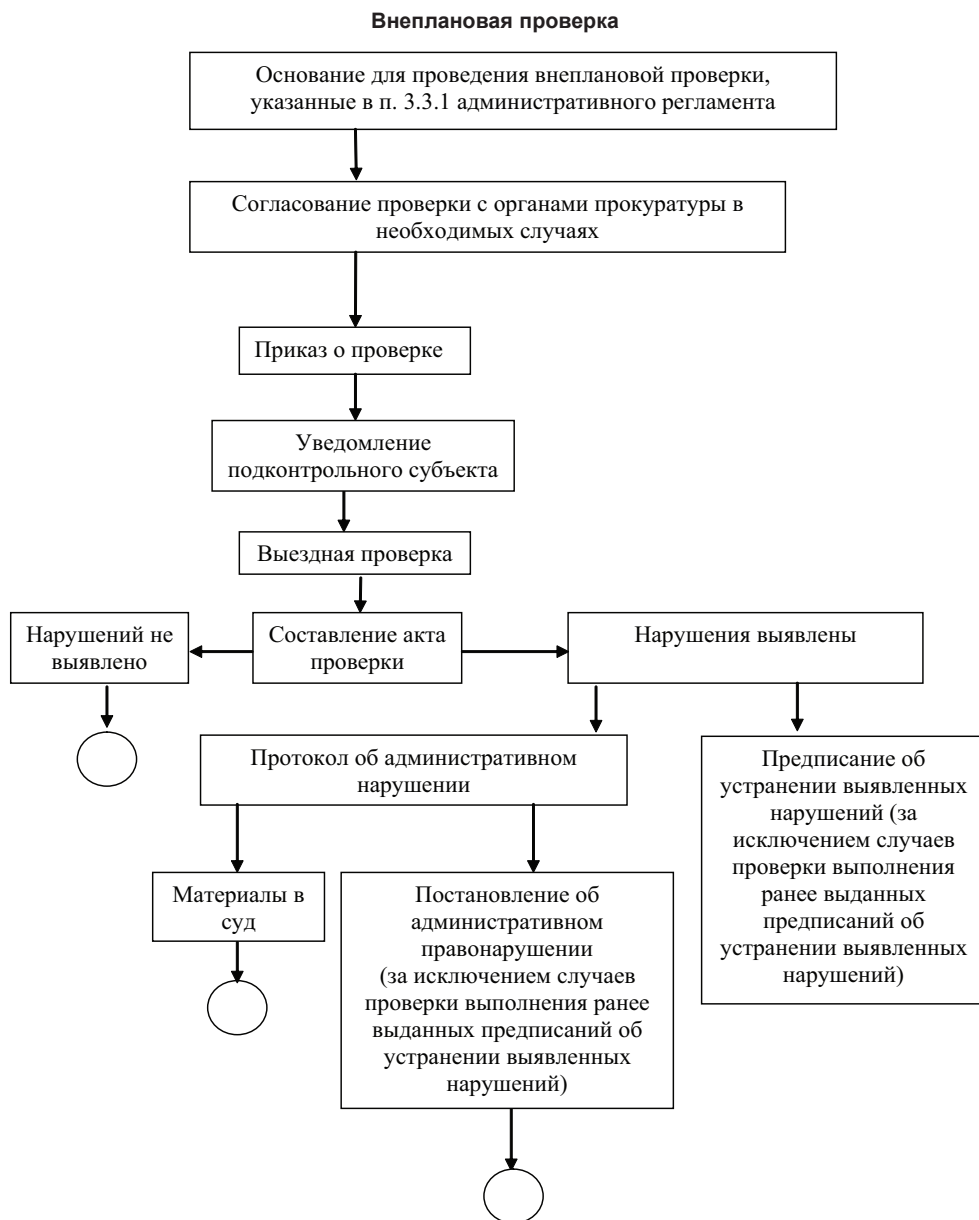 Внеплановая проверка
Основание для проведения внеплановой проверки,
указанные в п. 3.3.1 административного регламента
Согласование проверки с органами прокуратуры в
необходимых случаях
Приказ о проверке
Уведомление
подконтрольного субъекта
Выездная проверка
Нарушений не
выявлено
Составление акта
проверки
Нарушения выявлены
Протокол об административном
нарушении
Предписание об
устранении выявленных
нарушений (за
исключением случаев
проверки выполнения
ранее выданных
предписаний об
устранении выявленных
нарушений)
Материалы в
суд
Постановление об
административном
правонарушении
(за исключением случаев
проверки выполнения ранее
выданных предписаний об
устранении выявленных
нарушений)